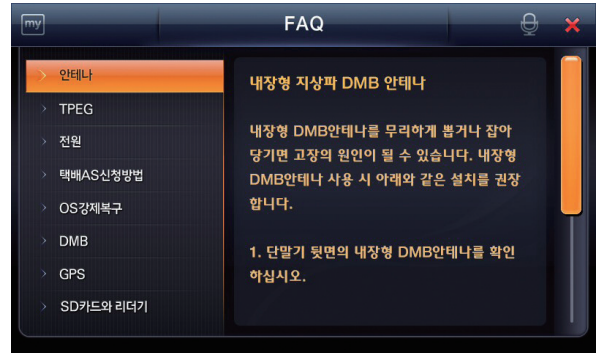 my
FAQ
안테나
TPEG
전원
택배AS신청방법
OS강제복구
DMB
GPS
SD카드와 리더기
내장형 지상파 DMB 안테나
내장형 DMB안테나를 무리하게 뽑거나 잡아
당기면 고장의 원인이 될 수 있습니다. 내장형
DMB안테나 사용 시 아래와 같은 설치를 권장
합니다.
1. 단말기 뒷면의 내장형 DMB안테나를 확인
하십시오.